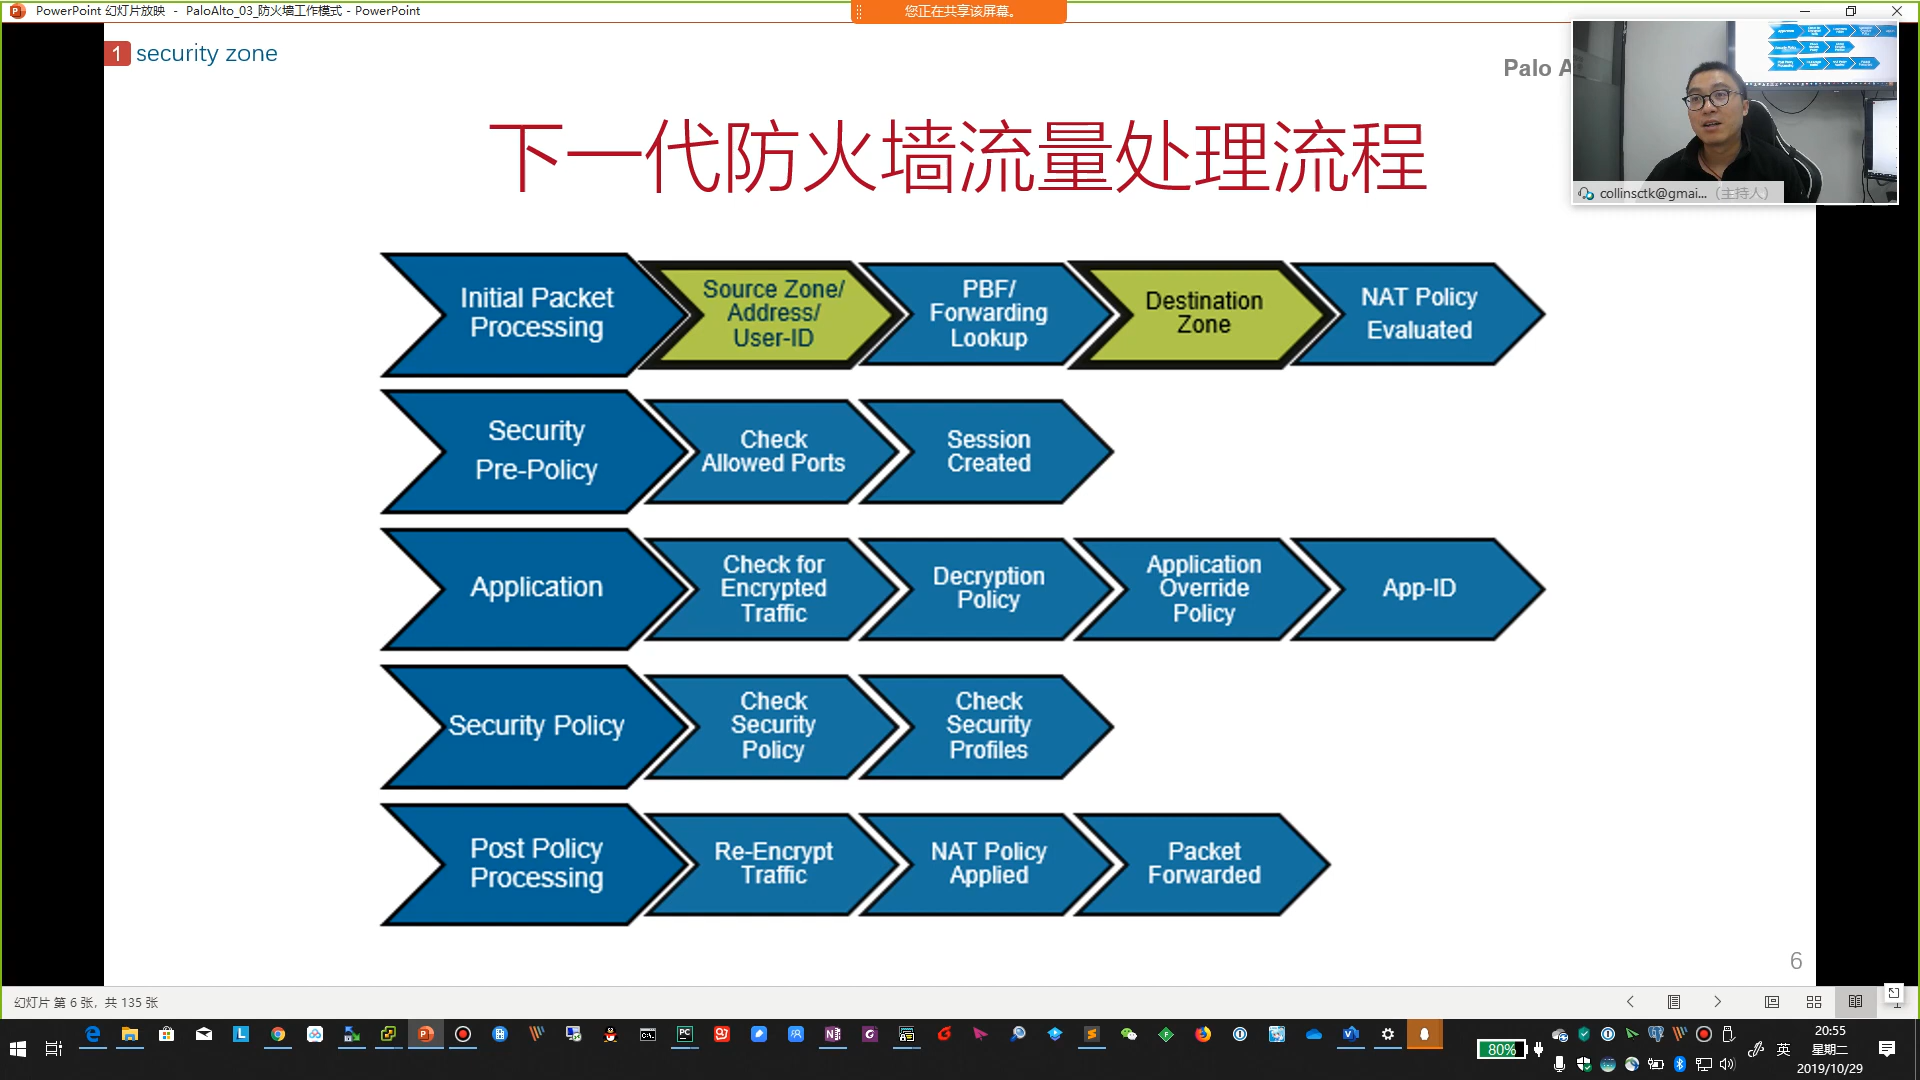 PowerPoint 幻灯片放映 - PaloAlto_03_防火墙工作模式 - PowerPoint
您正在共享该屏幕。
1 security zone
Palo A
collinsctk@gmai... （主持人）
下一代防火墙流量处理流程
Initial Packet
Processing
Source Zone/
Address/
User-ID
PBF/
Forwarding
Lookup
Destination
Zone
NAT Policy
Evaluated
Security
Pre-Policy
Check
Allowed Ports
Session
Created
Application
Check for
Encrypted
Traffic
Decryption
Policy
Application
Override
Policy
App-ID
Security Policy
Check
Security
Policy
Check
Security
Profiles
Post Policy
Processing
Re-Encrypt
Traffic
NAT Policy
Applied
Packet
Forwarded
6
幻灯片 第 6 张，共 135 张
80%
英
20:55
星期二
2019/10/29